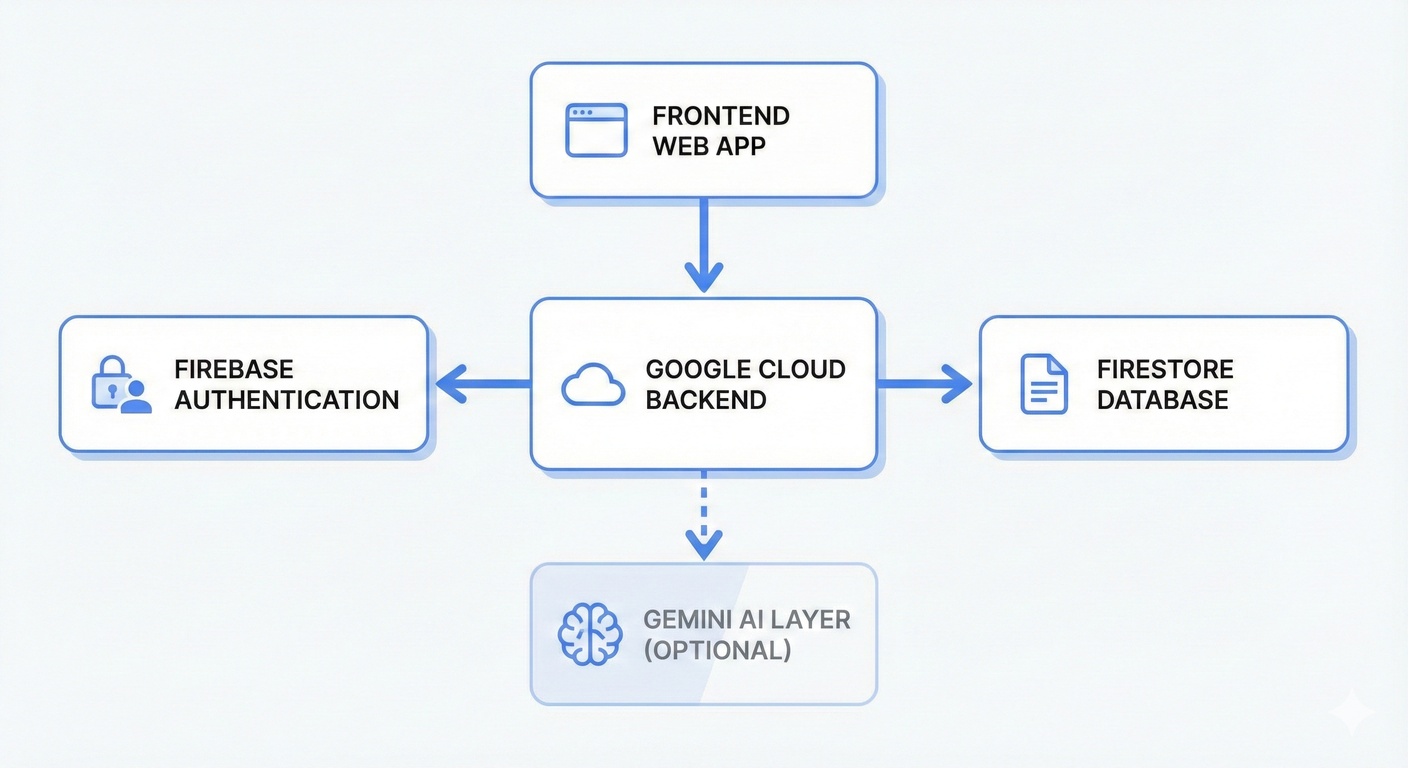 FRONTEND
WEB APP
FIREBASE
AUTHENTICATION
GOOGLE CLOUD
BACKEND
FIRESTORE
DATABASE
GEMINI AI LAYER
(OPTIONAL)